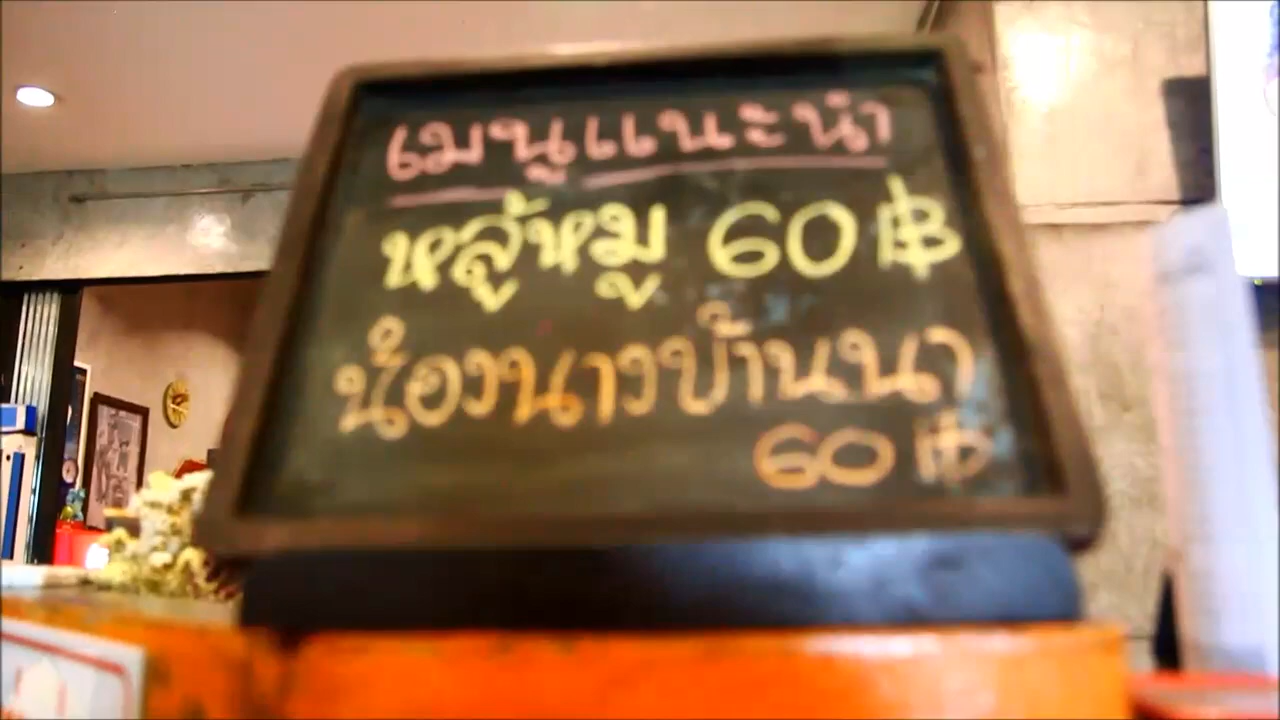 เมนูแนะนำ
หลู้หมู 60 ฿
น้องนางบ้านนา
60 ฿